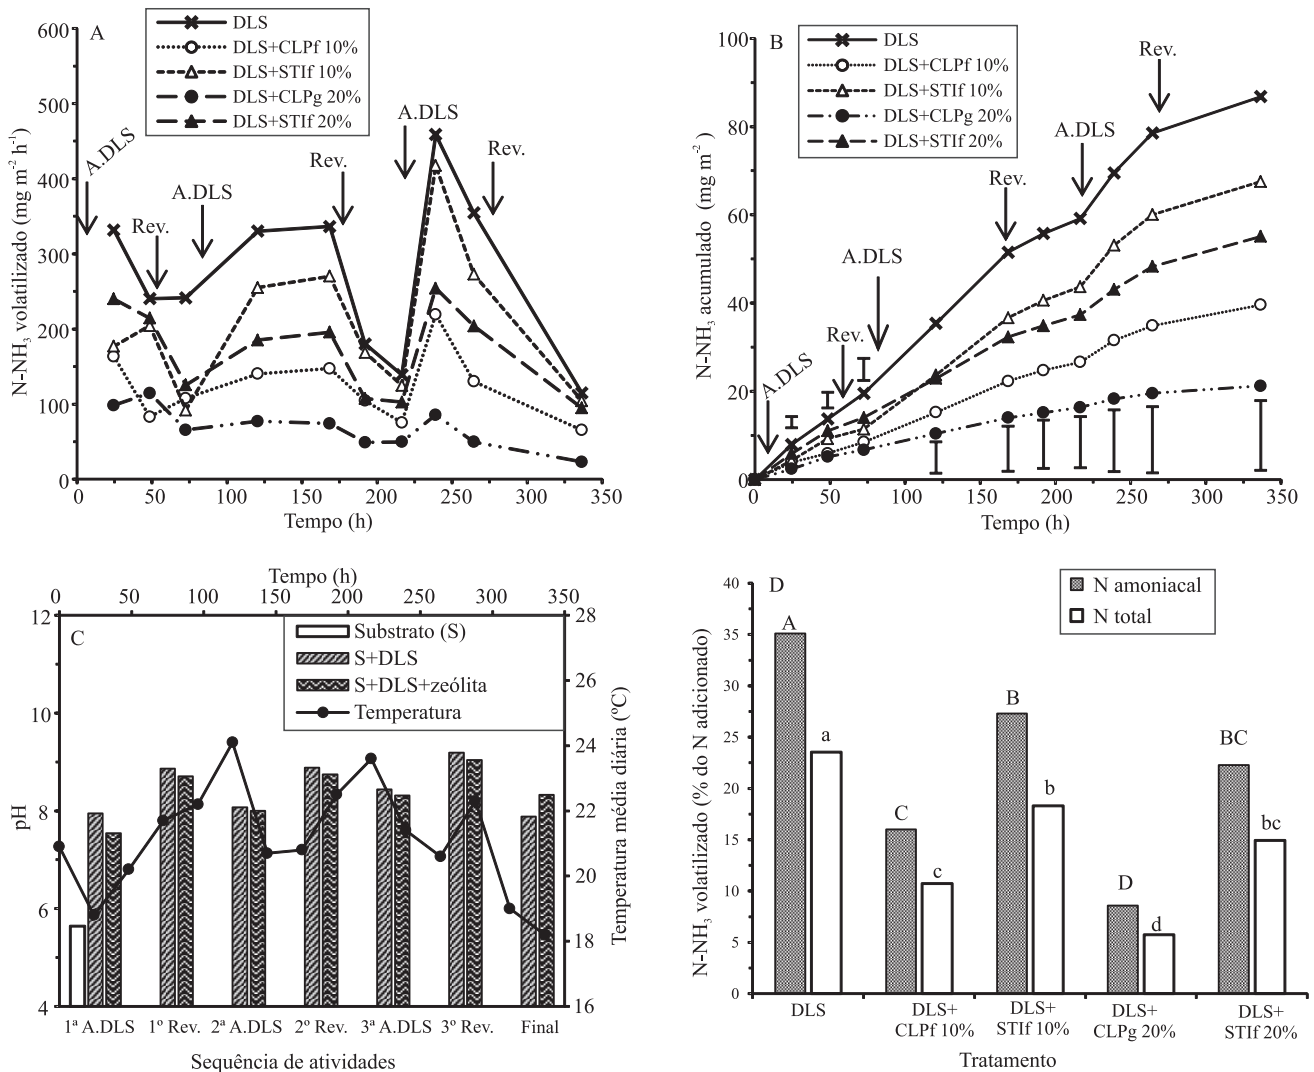 A
DLS
DLS+CLPf 10%
DLS+STIf 10%
DLS+CLPg 20%
DLS+STIf 20%
600
500
400
300
200
100
0
N-NH3 volatilizado (mg m-2 h-1)
A.DLS
Rev.
A.DLS
Rev.
A.DLS
Rev.
0 50 100 150 200 250 300 350
Tempo (h)
B
DLS
DLS+CLPf 10%
DLS+STIf 10%
DLS+CLPg 20%
DLS+STIf 20%
100
80
60
40
20
0
N-NH3 acumulado (mg m-2)
A.DLS
Rev.
A.DLS
Rev.
A.DLS
Rev.
0 50 100 150 200 250 300 350
Tempo (h)
Tempo (h)
0 50 100 150 200 250 300 350
C
Substrato (S)
S+DLS
S+DLS+zeólita
Temperatura
12
10
8
6
4
pH
28
26
24
22
20
18
16
Temperatura média diária (ºC)
1ª A.DLS 1º Rev. 2ª A.DLS 2º Rev. 3ª A.DLS 3º Rev. Final
Sequência de atividades
D
N amoniacal
N total
40
35
30
25
20
15
10
5
0
N-NH3 volatilizado (% do N adicionado)
A
a
C
c
B
b
D
d
BC
bc
DLS
DLS+
CLPf 10%
DLS+
STIf 10%
DLS+
CLPg 20%
DLS+
STIf 20%
Tratamento